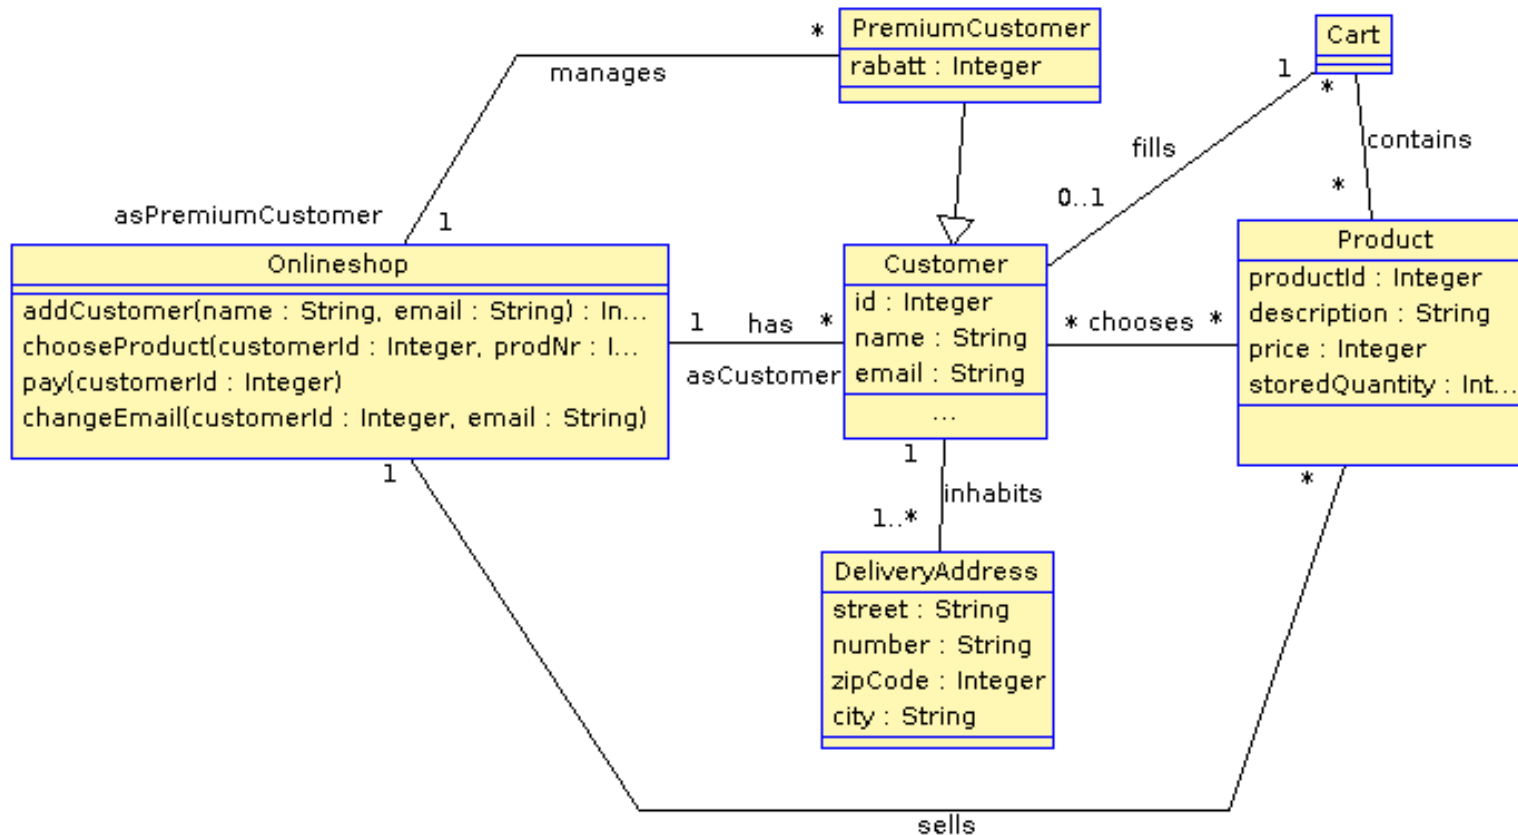 PremiumCustomer
rabatt : Integer
*
manages
Cart
1
*
contains
fills
*
0..1
asPremiumCustomer
1
Onlineshop
addCustomer(name : String, email : String) : In...
chooseProduct(customerId : Integer, prodNr : I...
pay(customerId : Integer)
changeEmail(customerId : Integer, email : String)
1
has
*
asCustomer
Customer
id : Integer
name : String
email : String
...
* chooses *
Product
productId : Integer
description : String
price : Integer
storedQuantity : Int...
1
1
*
inhabits
1..*
DeliveryAddress
street : String
number : String
zipCode : Integer
city : String
sells